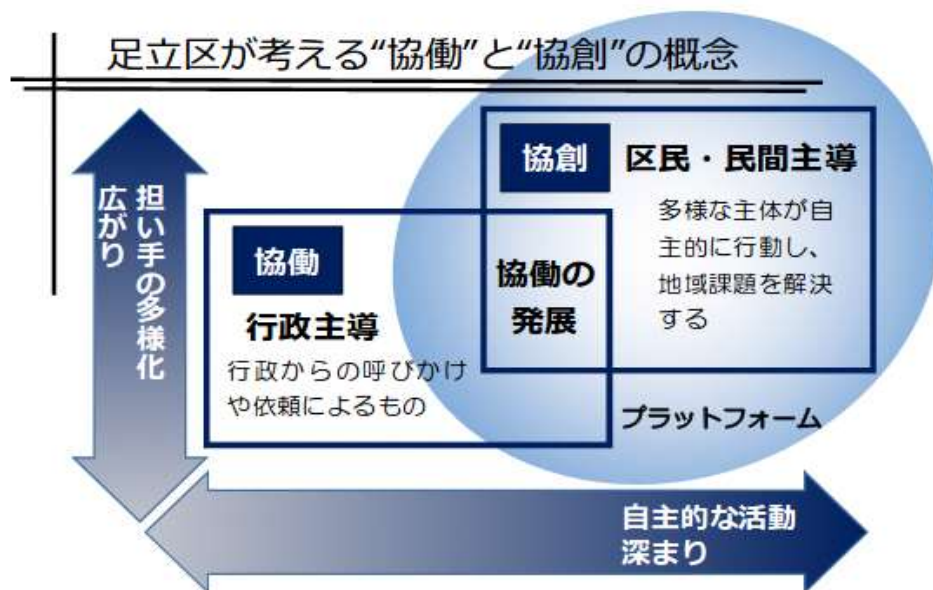 足立区が考える“協働”と“協創”の概念
担い手の多様化
広がり
協創
区民・民間主導
多様な主体が自
主的に行動し、
地域課題を解決
する
協働
行政主導
行政からの呼びかけ
や依頼によるもの
協働の
発展
プラットフォーム
自主的な活動
深まり